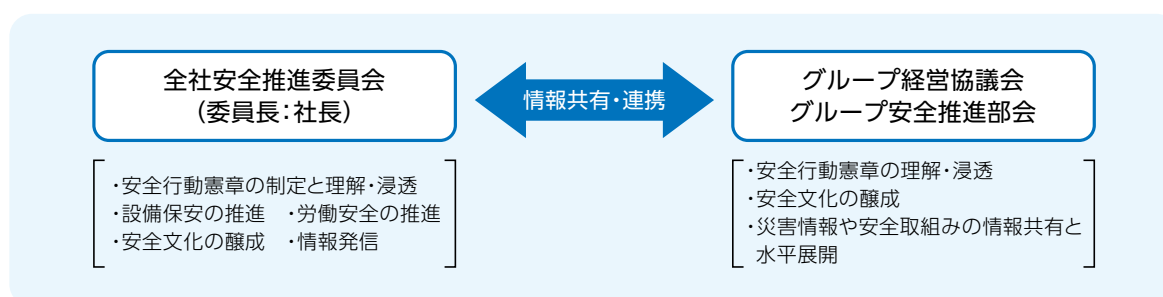 全社安全推進委員会
(委員長:社長)
・安全行動憲章の制定と理解・浸透
・設備保安の推進 ・労働安全の推進
・安全文化の醸成 ・情報発信
情報共有・連携
グループ経営協議会
グループ安全推進部会
・安全行動憲章の理解・浸透
・安全文化の醸成
・災害情報や安全取組みの情報共有と
水平展開